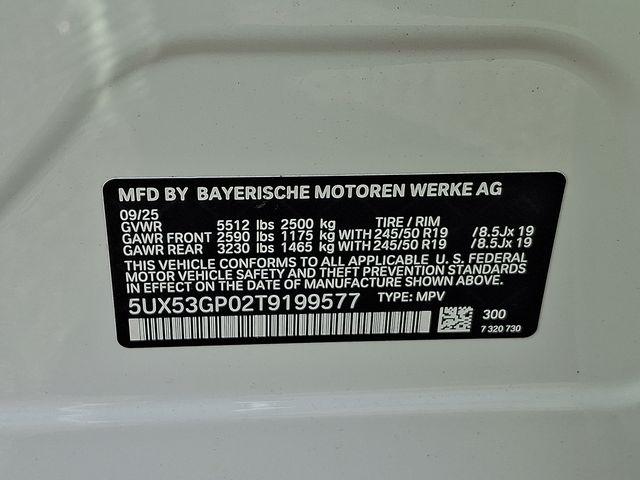 MFD BY BAYERISCHE MOTOREN WERKE AG
09/25
GVWR 5512 lbs 2500 kg TIRE / RIM
GAWR FRONT 2590 lbs 1175 kg WITH 245/50 R19 /8.5Jx 19
GAWR REAR 3230 lbs 1465 kg WITH 245/50 R19 /8.5Jx 19
THIS VEHICLE CONFORMS TO ALL APPLICABLE U. S. FEDERAL
MOTOR VEHICLE SAFETY AND THEFT PREVENTION STANDARDS
IN EFFECT ON THE DATE OF MANUFACTURE SHOWN ABOVE.
5UX53GP02T9199577 TYPE: MPV
300
7 320 730